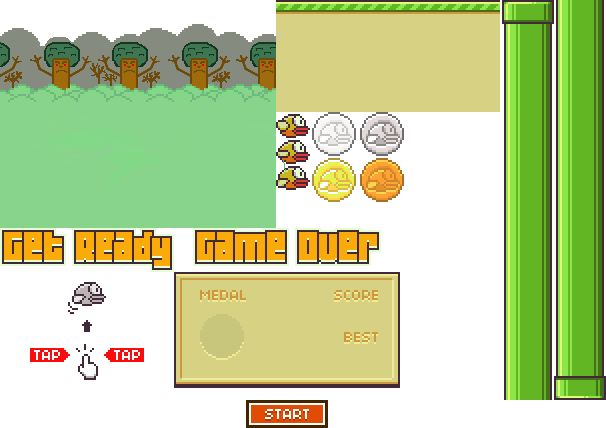 Get Ready
Game Over
MEDAL
SCORE
BEST
TAP
TAP
START